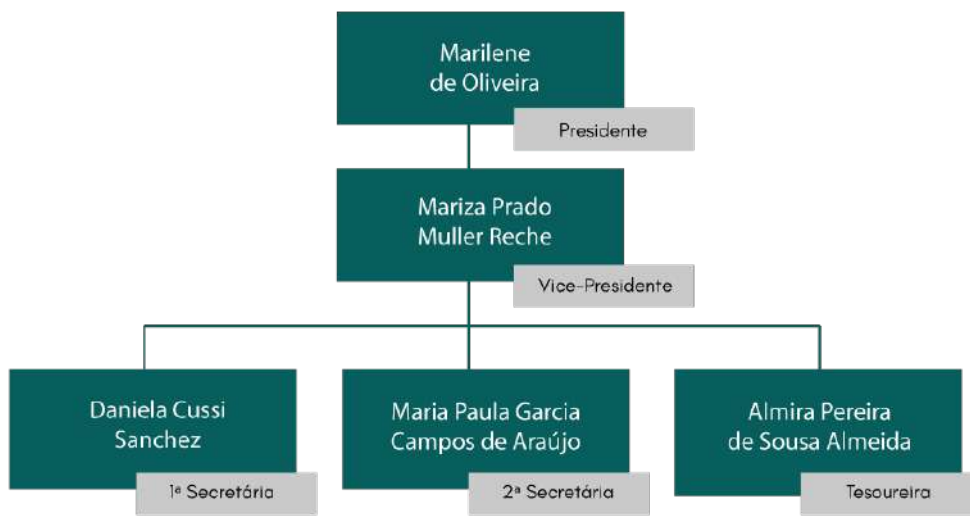 Marilene
de Oliveira
Presidente
Mariza Prado
Muller Reche
Vice-Presidente
Daniela Cussi
Sanchez
1ª Secretária
Maria Paula Garcia
Campos de Araújo
2ª Secretária
Almira Pereira
de Sousa Almeida
Tesoureira